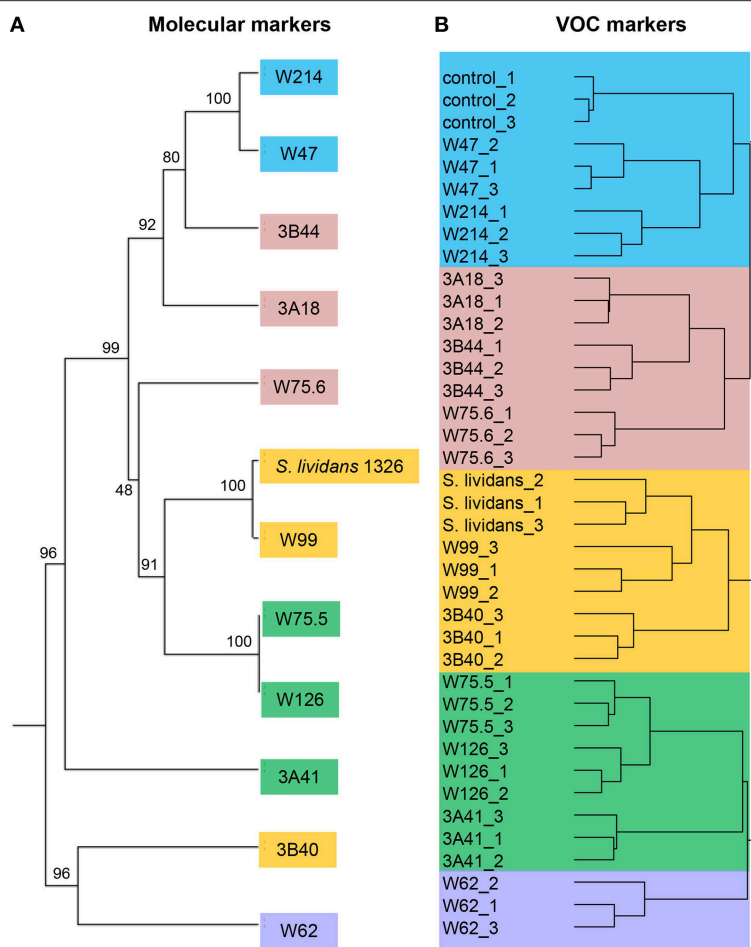 A
Molecular markers
W214
100
W47
80
3B44
92
3A18
99
W75.6
48
S. lividans 1326
100
W99
96
91
W75.5
100
W126
3A41
3B40
96
W62
B
VOC markers
control_1
control_2
control_3
W47_2
W47_1
W47_3
W214_1
W214_2
W214_3
3A18_3
3A18_1
3A18_2
3B44_1
3B44_2
3B44_3
W75.6_1
W75.6_2
W75.6_3
S. lividans_2
S. lividans_1
S. lividans_3
W99_3
W99_1
W99_2
3B40_3
3B40_1
3B40_2
W75.5_1
W75.5_2
W75.5_3
W126_3
W126_1
W126_2
3A41_3
3A41_1
3A41_2
W62_2
W62_1
W62_3